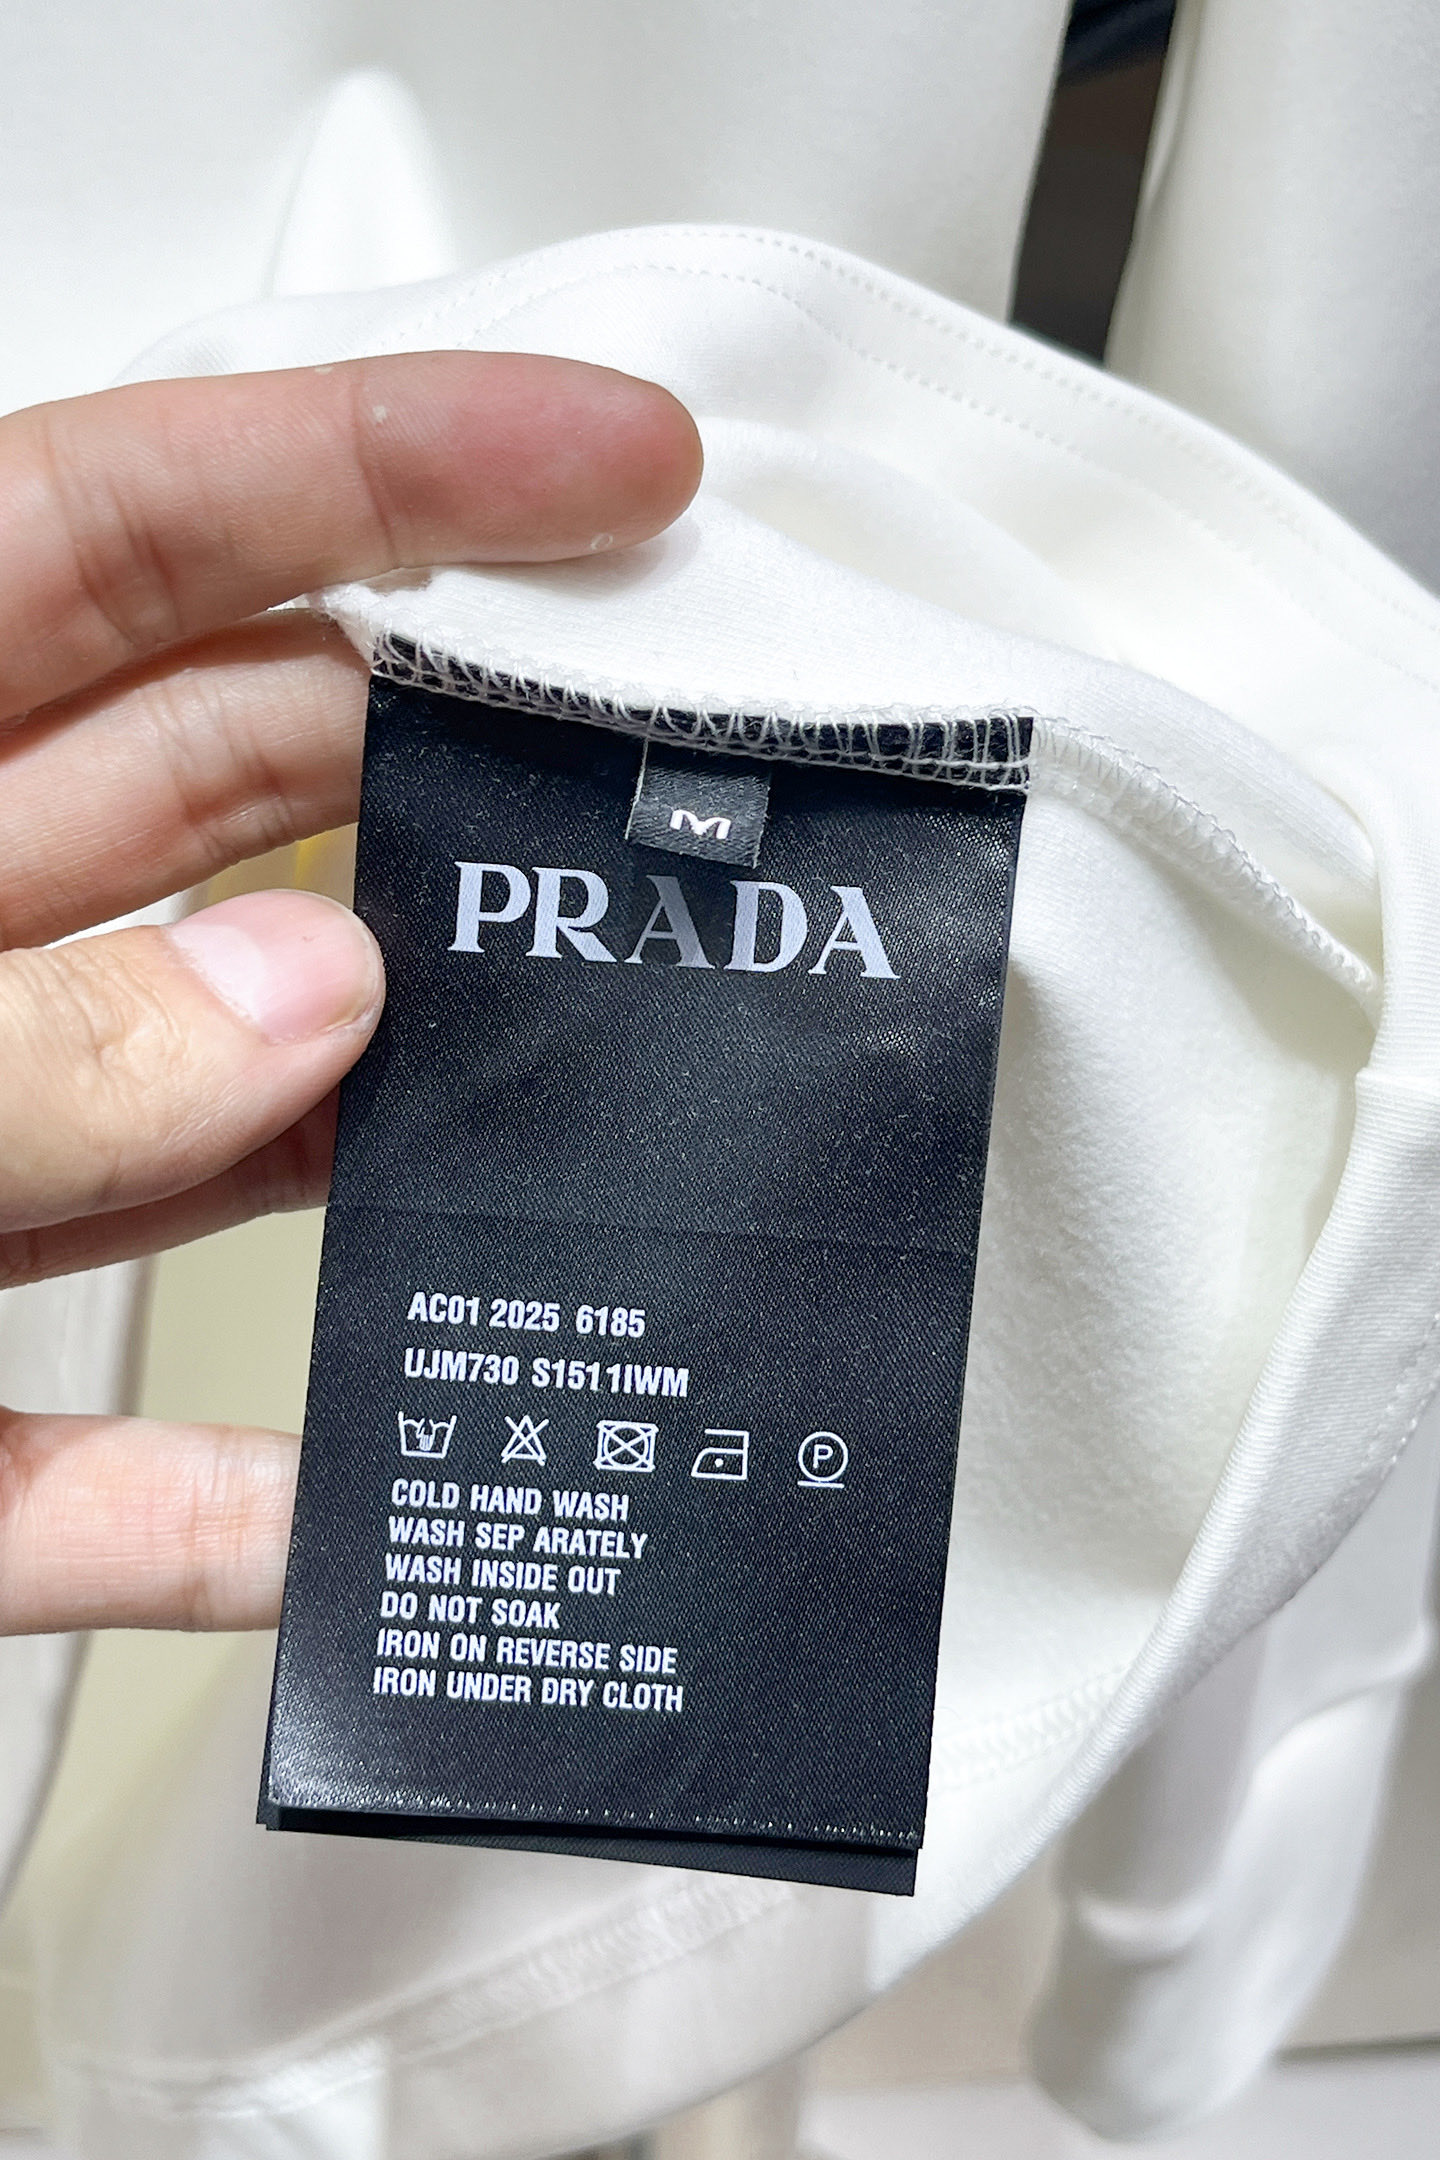 M
PRADA
AC01 2025 6185
UJM730 S1511IWM
P
COLD HAND WASH
WASH SEP ARATELY
WASH INSIDE OUT
DO NOT SOAK
IRON ON REVERSE SIDE
IRON UNDER DRY CLOTH